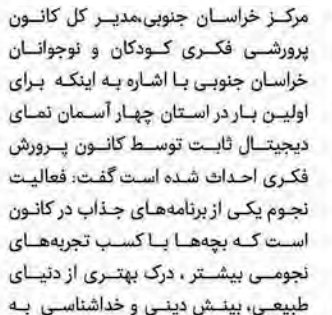 مرکز خراسان جنوبی،مدیر کل کانون
پرورشی فکری کودکان و نوجوانان
خراسان جنوبی با اشاره به اینکه برای
اولین بار در استان چهار آسمان نمای
دیجیتال ثابت توسط کانون پرورش
فکری احداث شده است گفت: فعالیت
نجوم یکی از برنامه‌های جذاب در کانون
است که بچه‌ها با کسب تجربه‌های
نجومی بیشتر ، درک بهتری از دنیای
طبیعی، بینش دینی و خداشناسی به